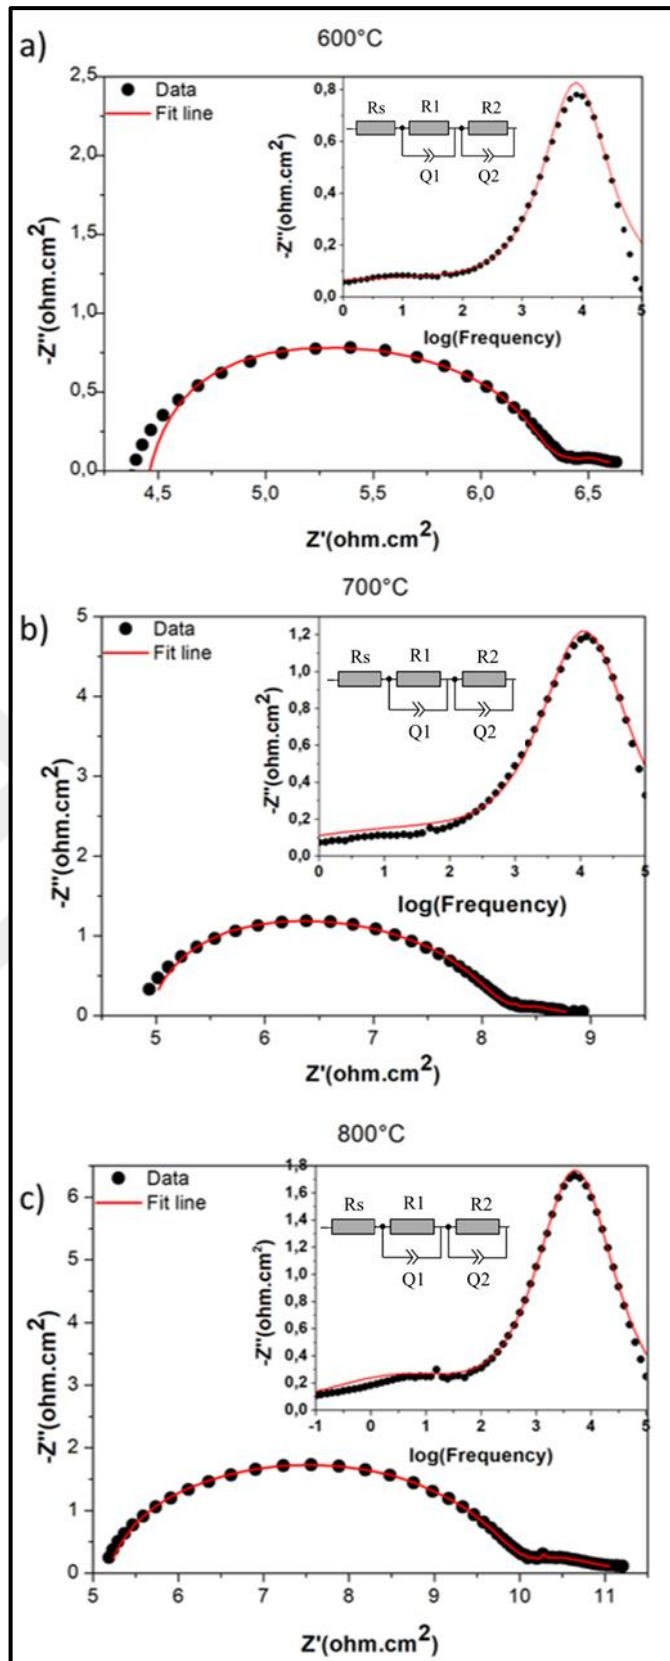 600°C
a)
Data
Fit line
Rs R1 R2
Q1 Q2
-Z''(ohm.cm²)
0,8
0,6
0,4
0,2
0,0
0 1 2 3 4 5
log(Frequency)
-Z''(ohm.cm²)
2,5
2,0
1,5
1,0
0,5
0,0
4,5 5,0 5,5 6,0 6,5
Z'(ohm.cm²)
700°C
b)
Data
Fit line
Rs R1 R2
Q1 Q2
-Z''(ohm.cm²)
1,2
1,0
0,8
0,6
0,4
0,2
0,0
0 1 2 3 4 5
log(Frequency)
-Z''(ohm.cm²)
5
4
3
2
1
0
5 6 7 8 9
Z'(ohm.cm²)
800°C
c)
Data
Fit line
Rs R1 R2
Q1 Q2
-Z''(ohm.cm²)
1,8
1,6
1,4
1,2
1,0
0,8
0,6
0,4
0,2
0,0
-1 0 1 2 3 4 5
log(Frequency)
-Z''(ohm.cm²)
6
5
4
3
2
1
0
5 6 7 8 9 10 11
Z'(ohm.cm²)